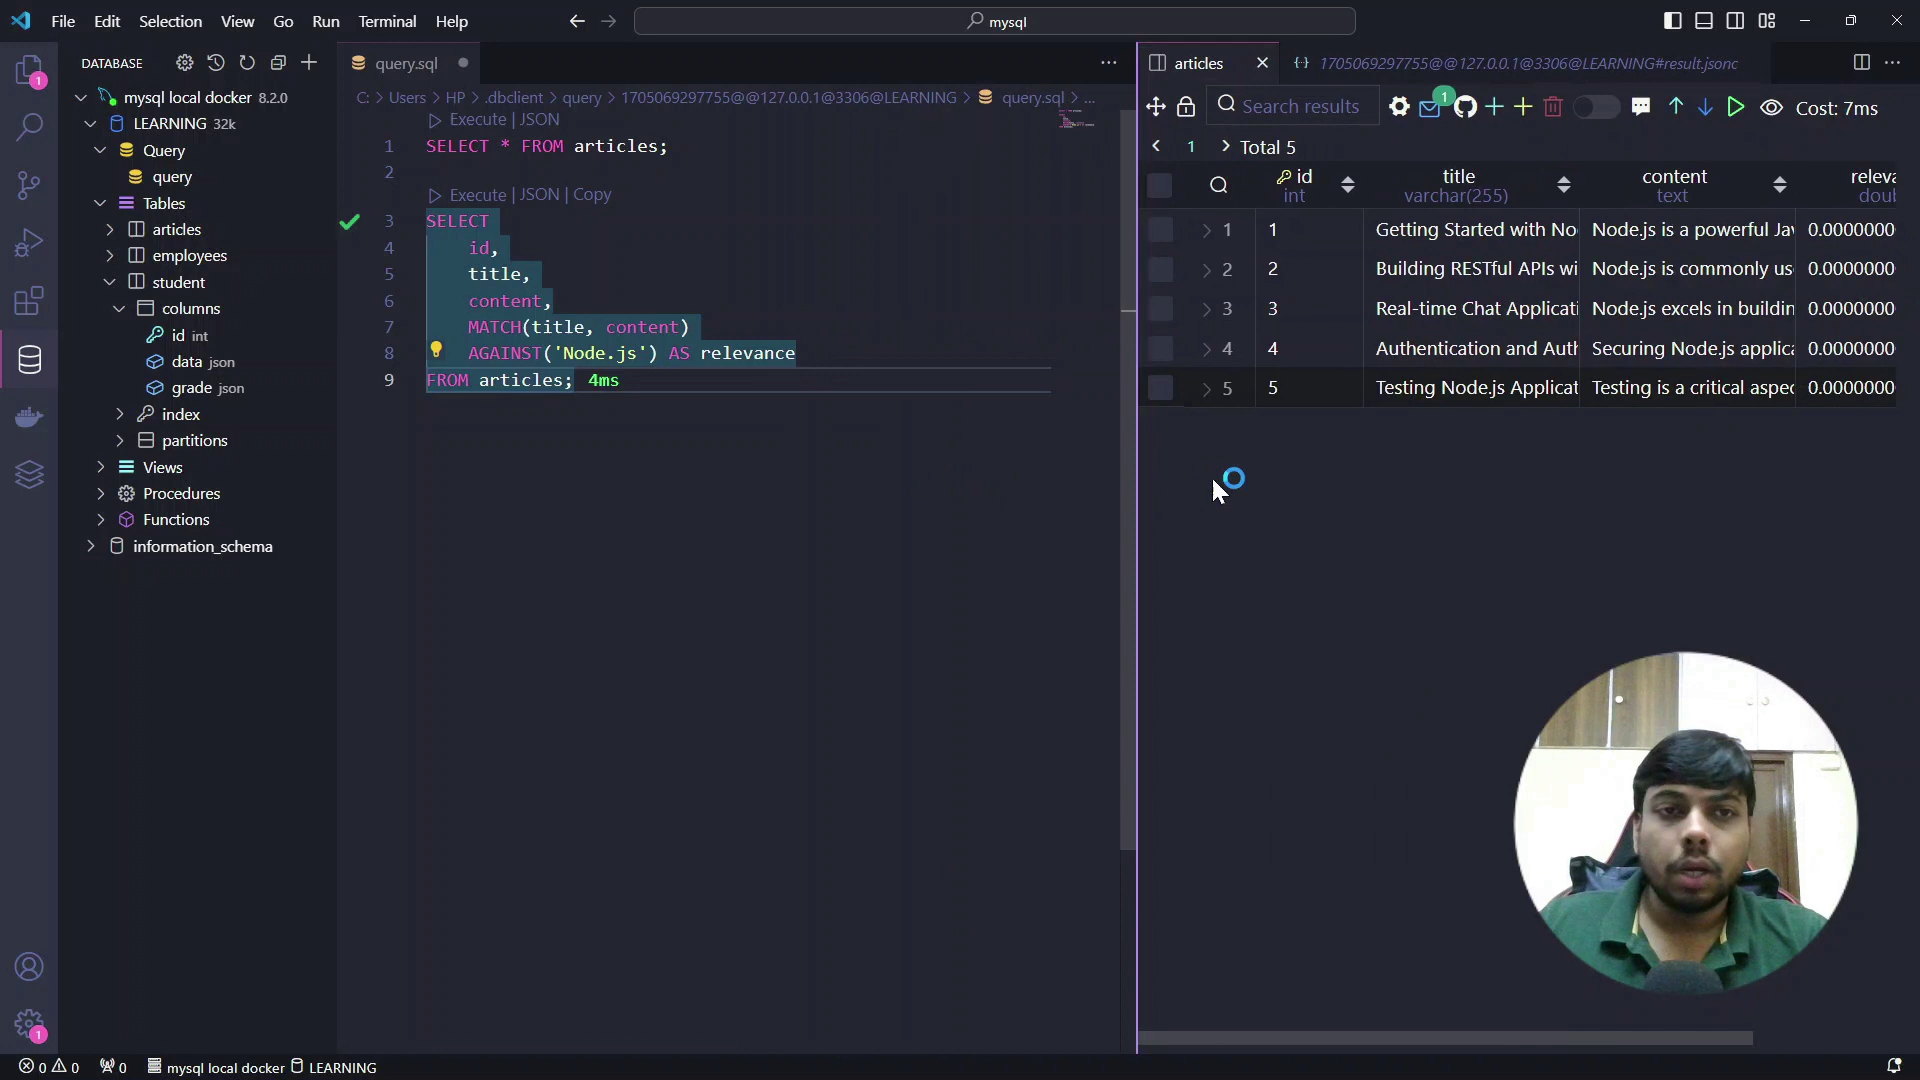 File Edit Selection View Go Run Terminal Help
mysql
DATABASE
mysql local docker 8.2.0
LEARNING 32k
Query
query
Tables
articles
employees
student
columns
id int
data json
grade json
index
partitions
Views
Procedures
Functions
information_schema
1
1
query.sql
C: > Users > HP > .dbclient > query > 1705069297755@@127.0.0.1@3306@LEARNING > query.sql > ...
Execute | JSON
1 SELECT * FROM articles;
2
Execute | JSON | Copy
3 SELECT
4 id,
5 title,
6 content,
7 MATCH(title, content)
8 AGAINST('Node.js') AS relevance
9 FROM articles; 4ms
articles
1705069297755@@127.0.0.1@3306@LEARNING#result.jsonc
Search results
1
Cost: 7ms
1 Total 5
id title content releva
int varchar(255) text doub
1 1 Getting Started with No Node.js is a powerful Jav 0.0000000
2 2 Building RESTful APIs wi Node.js is commonly us 0.0000000
3 3 Real-time Chat Applicati Node.js excels in buildin 0.0000000
4 4 Authentication and Auth Securing Node.js applica 0.0000000
5 5 Testing Node.js Applicat Testing is a critical aspec 0.0000000
0 0 0 mysql local docker LEARNING